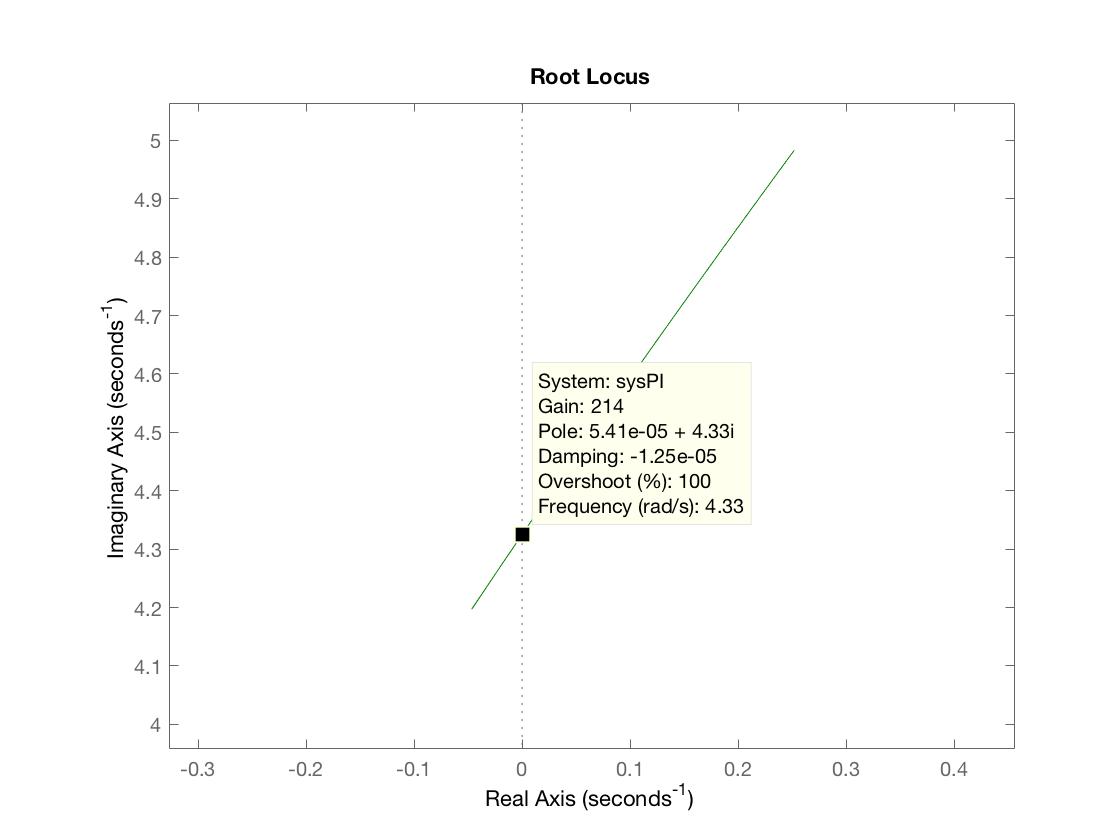 Root Locus
5
4.9
4.8
4.7
4.6
4.5
4.4
4.3
4.2
4.1
4
Imaginary Axis (seconds-1)
System: sysPI
Gain: 214
Pole: 5.41e-05 + 4.33i
Damping: -1.25e-05
Overshoot (%): 100
Frequency (rad/s): 4.33
-0.3 -0.2 -0.1 0 0.1 0.2 0.3 0.4
Real Axis (seconds-1)